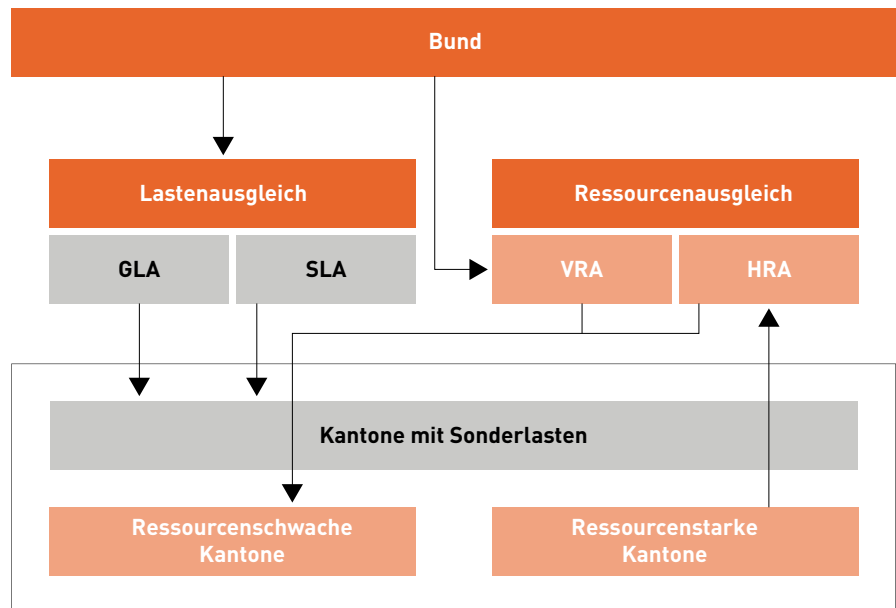 Bund
Lastenausgleich
Ressourcenausgleich
GLA
SLA
VRA
HRA
Kantone mit Sonderlasten
Ressourcenschwache
Kantone
Ressourcenstarke
Kantone